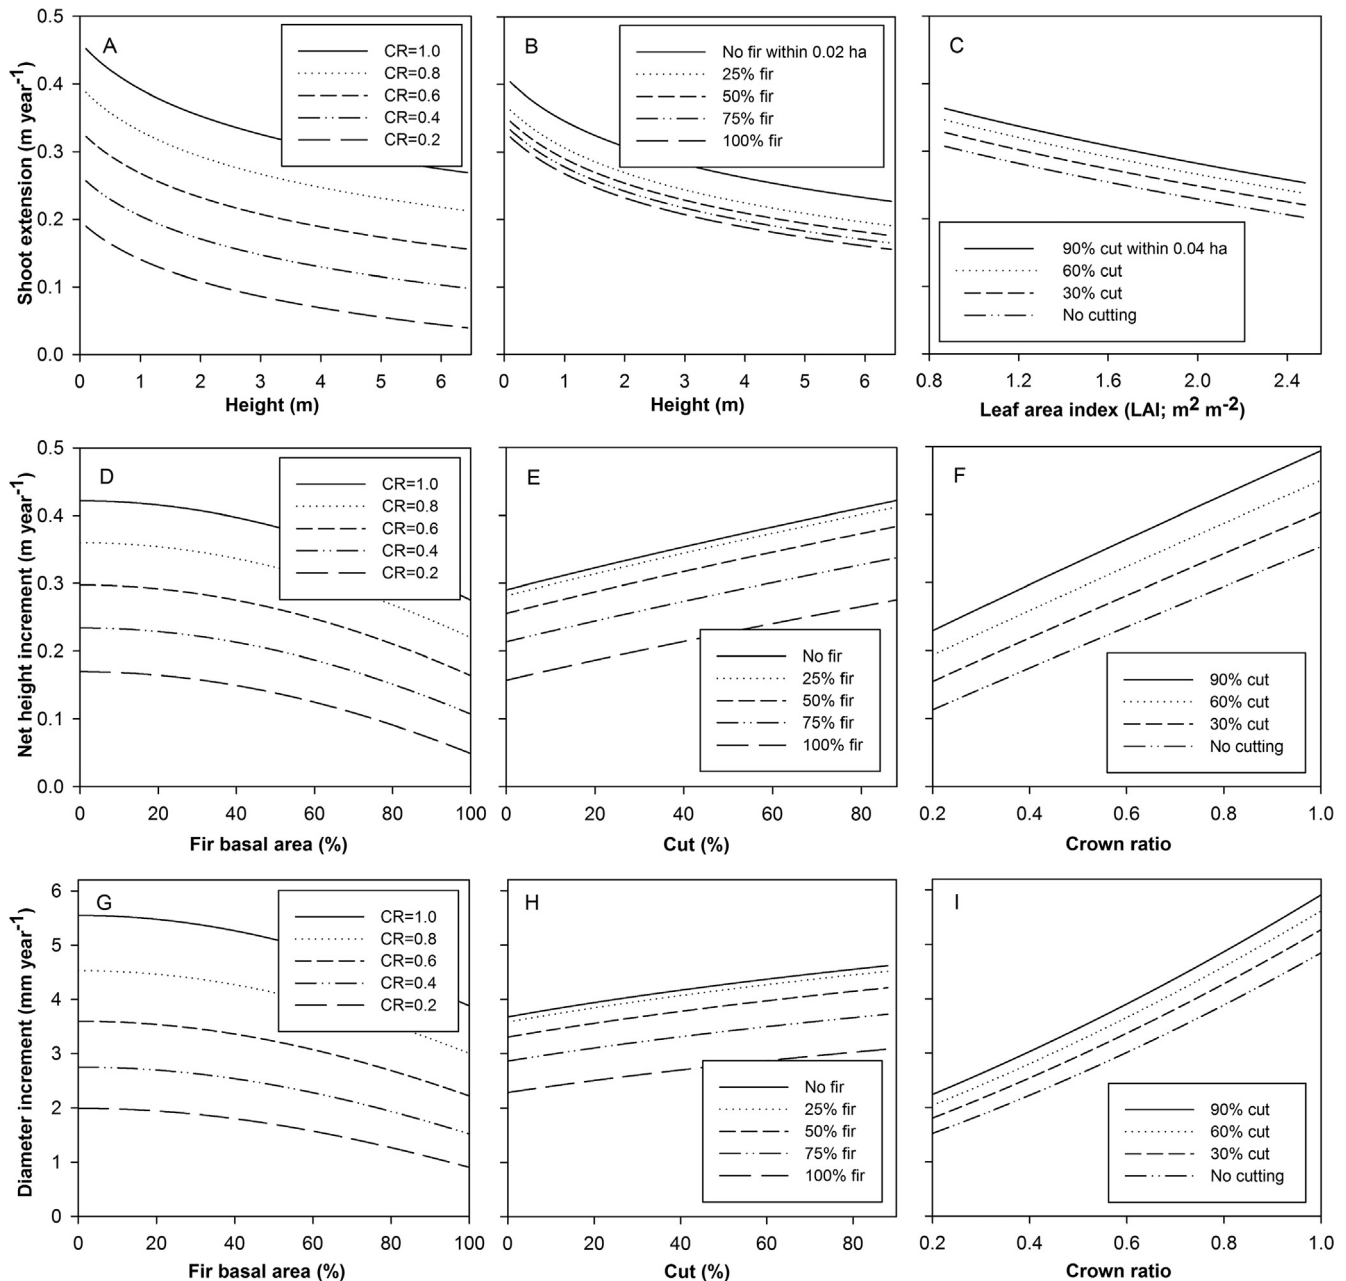 0.5
0.4
0.3
0.2
0.1
0.0
Shoot extension (m year-1)
A
CR=1.0
CR=0.8
CR=0.6
CR=0.4
CR=0.2
0 1 2 3 4 5 6
Height (m)
B
No fir within 0.02 ha
25% fir
50% fir
75% fir
100% fir
0 1 2 3 4 5 6
Height (m)
C
90% cut within 0.04 ha
60% cut
30% cut
No cutting
0.8 1.2 1.6 2.0 2.4
Leaf area index (LAI; m2 m-2)
0.5
0.4
0.3
0.2
0.1
0.0
Net height increment (m year-1)
D
CR=1.0
CR=0.8
CR=0.6
CR=0.4
CR=0.2
0 20 40 60 80 100
Fir basal area (%)
E
No fir
25% fir
50% fir
75% fir
100% fir
0 20 40 60 80
Cut (%)
F
90% cut
60% cut
30% cut
No cutting
0.2 0.4 0.6 0.8 1.0
Crown ratio
6
5
4
3
2
1
0
Diameter increment (mm year-1)
G
CR=1.0
CR=0.8
CR=0.6
CR=0.4
CR=0.2
0 20 40 60 80 100
Fir basal area (%)
H
No fir
25% fir
50% fir
75% fir
100% fir
0 20 40 60 80
Cut (%)
I
90% cut
60% cut
30% cut
No cutting
0.2 0.4 0.6 0.8 1.0
Crown ratio